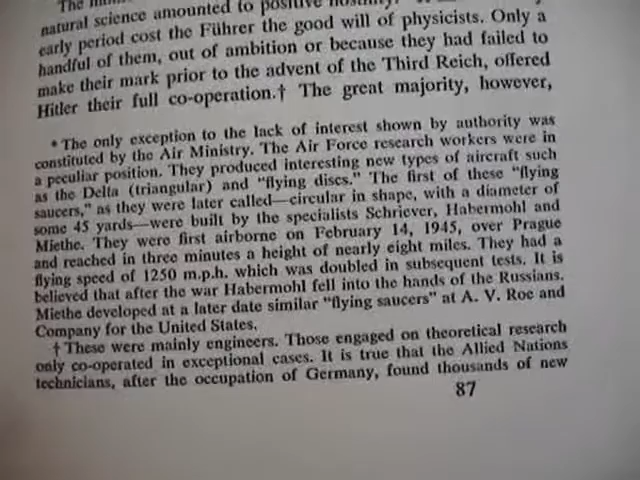 natural science amounted to positive
early period cost the Führer the good will of physicists. Only a
handful of them, out of ambition or because they had failed to
make their mark prior to the advent of the Third Reich, offered
Hitler their full co-operation.† The great majority, however,
* The only exception to the lack of interest shown by authority was
constituted by the Air Ministry. The Air Force research workers were in
a peculiar position. They produced interesting new types of aircraft such
as the Delta (triangular) and "flying discs." The first of these "flying
saucers," as they were later called—circular in shape, with a diameter of
some 45 yards—were built by the specialists Schriever, Habermohl and
Miethe. They were first airborne on February 14, 1945, over Prague
and reached in three minutes a height of nearly eight miles. They had a
flying speed of 1250 m.p.h. which was doubled in subsequent tests. It is
believed that after the war Habermohl fell into the hands of the Russians.
Miethe developed at a later date similar "flying saucers" at A. V. Roe and
Company for the United States.
† These were mainly engineers. Those engaged on theoretical research
only co-operated in exceptional cases. It is true that the Allied Nations
technicians, after the occupation of Germany, found thousands of new
87